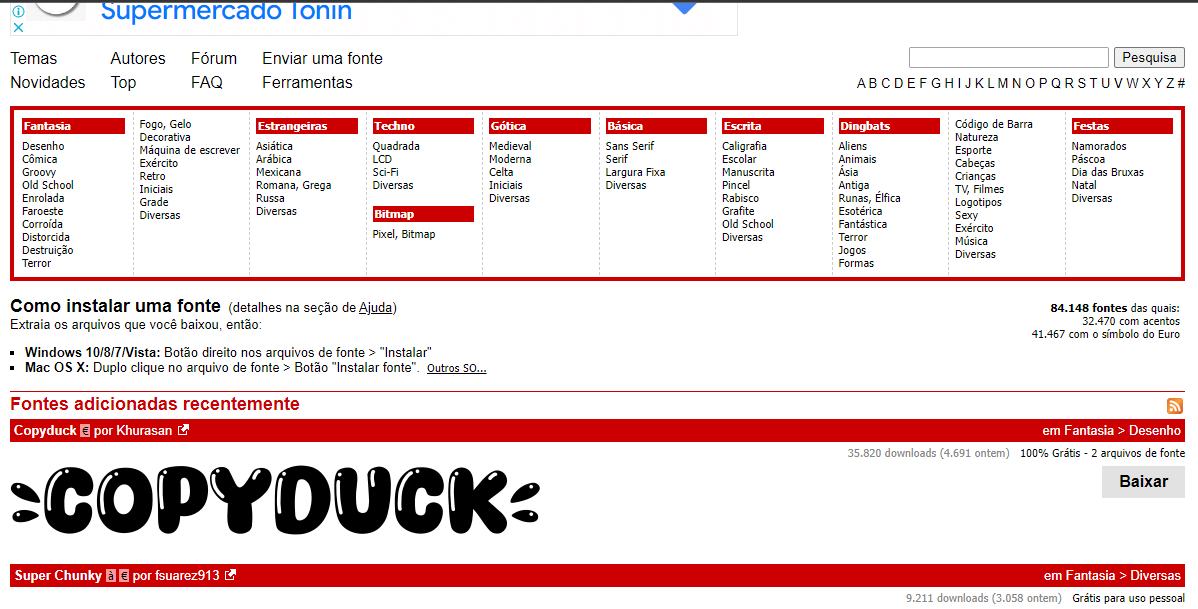 Supermercado Tonin
Temas Autores Fórum Enviar uma fonte
Novidades Top FAQ Ferramentas
Pesquisa
A B C D E F G H I J K L M N O P Q R S T U V W X Y Z #
Fantasia
Desenho
Cômica
Groovy
Old School
Enrolada
Faroeste
Corroída
Distorcida
Destruição
Terror
Fogo, Gelo
Decorativa
Máquina de escrever
Exército
Retro
Iniciais
Grade
Diversas
Estrangeiras
Asiática
Arábica
Mexicana
Romana, Grega
Russa
Diversas
Techno
Quadrada
LCD
Sci-Fi
Diversas
Bitmap
Pixel, Bitmap
Gótica
Medieval
Moderna
Celta
Iniciais
Diversas
Básica
Sans Serif
Serif
Largura Fixa
Diversas
Escrita
Caligrafia
Escolar
Manuscrita
Pincel
Rabisco
Grafite
Old School
Diversas
Dingbats
Aliens
Animais
Ásia
Antiga
Runas, Élfica
Esotérica
Fantástica
Terror
Jogos
Formas
Código de Barra
Natureza
Esporte
Cabeças
Crianças
TV, Filmes
Logotipos
Sexy
Exército
Música
Diversas
Festas
Namorados
Páscoa
Dia das Bruxas
Natal
Diversas
Como instalar uma fonte (detalhes na seção de Ajuda)
Extraia os arquivos que você baixou, então:
▪ Windows 10/8/7/Vista: Botão direito nos arquivos de fonte > "Instalar"
▪ Mac OS X: Duplo clique no arquivo de fonte > Botão "Instalar fonte". Outros SO...
84.148 fontes das quais:
32.470 com acentos
41.467 com o símbolo do Euro
Fontes adicionadas recentemente
Copyduck € por Khurasan em Fantasia > Desenho
35.820 downloads (4.691 ontem) 100% Grátis - 2 arquivos de fonte
Baixar
COPYDUCK
Super Chunky à € por fsuarez913 em Fantasia > Diversas
9.211 downloads (3.058 ontem) Grátis para uso pessoal